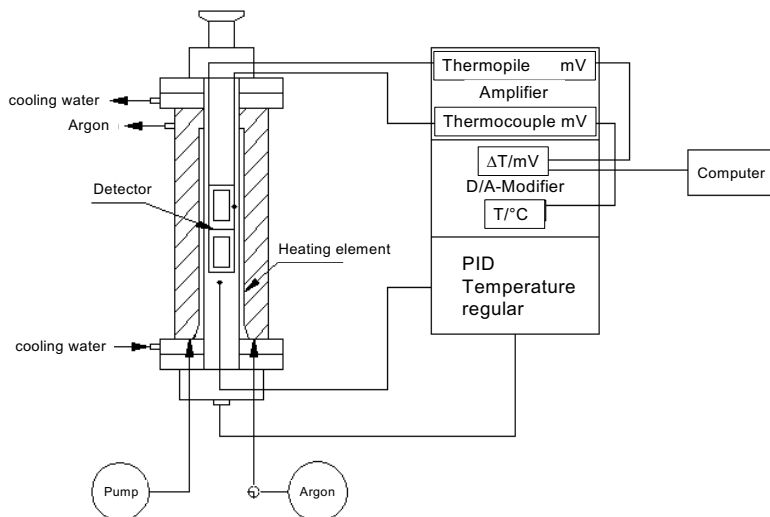 cooling water
Argon
Detector
Heating element
cooling water
Pump
Argon
Thermopile mV
Amplifier
Thermocouple mV
ΔT/mV
D/A-Modifier
T/°C
PID
Temperature
regular
Computer